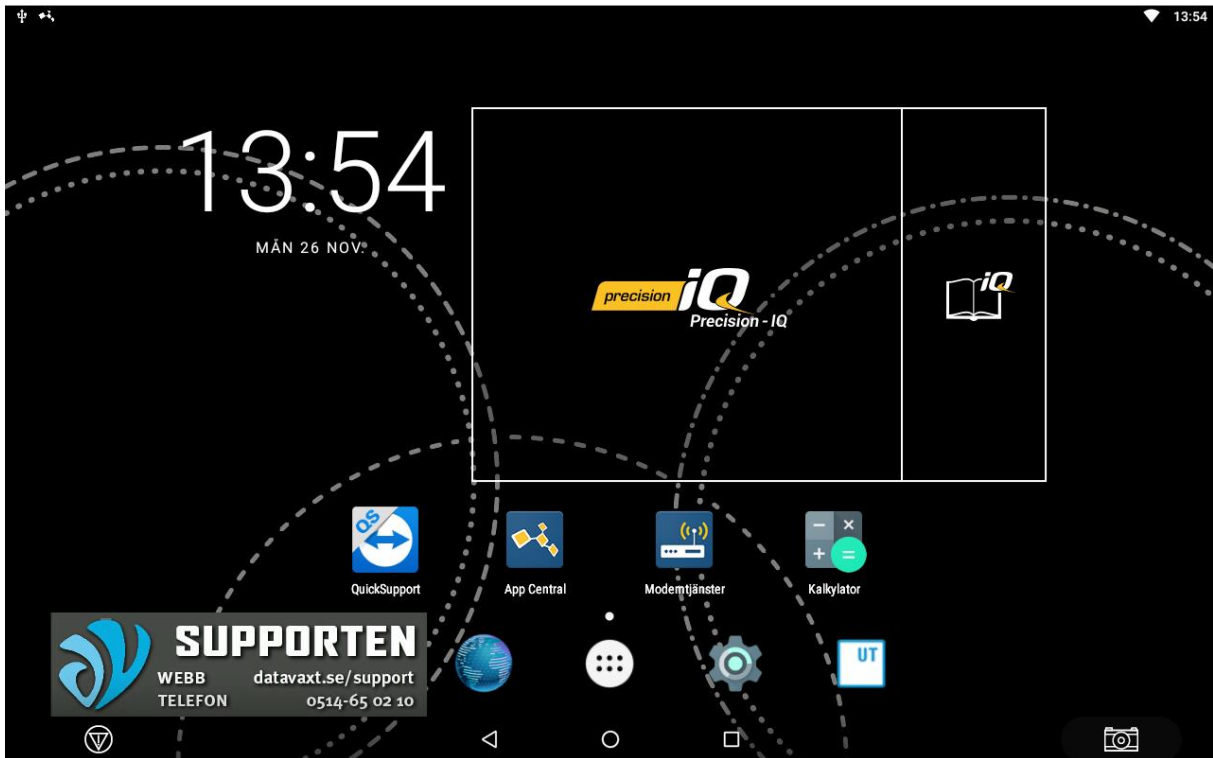 13:54
13:54
MÅN 26 NOV.
precision iQ
Precision - IQ
iQ
QS
QuickSupport
App Central
Modemtjänster
Kalkylator
SUPPORTEN
WEBB datavaxt.se/support
TELEFON 0514-65 02 10
UT